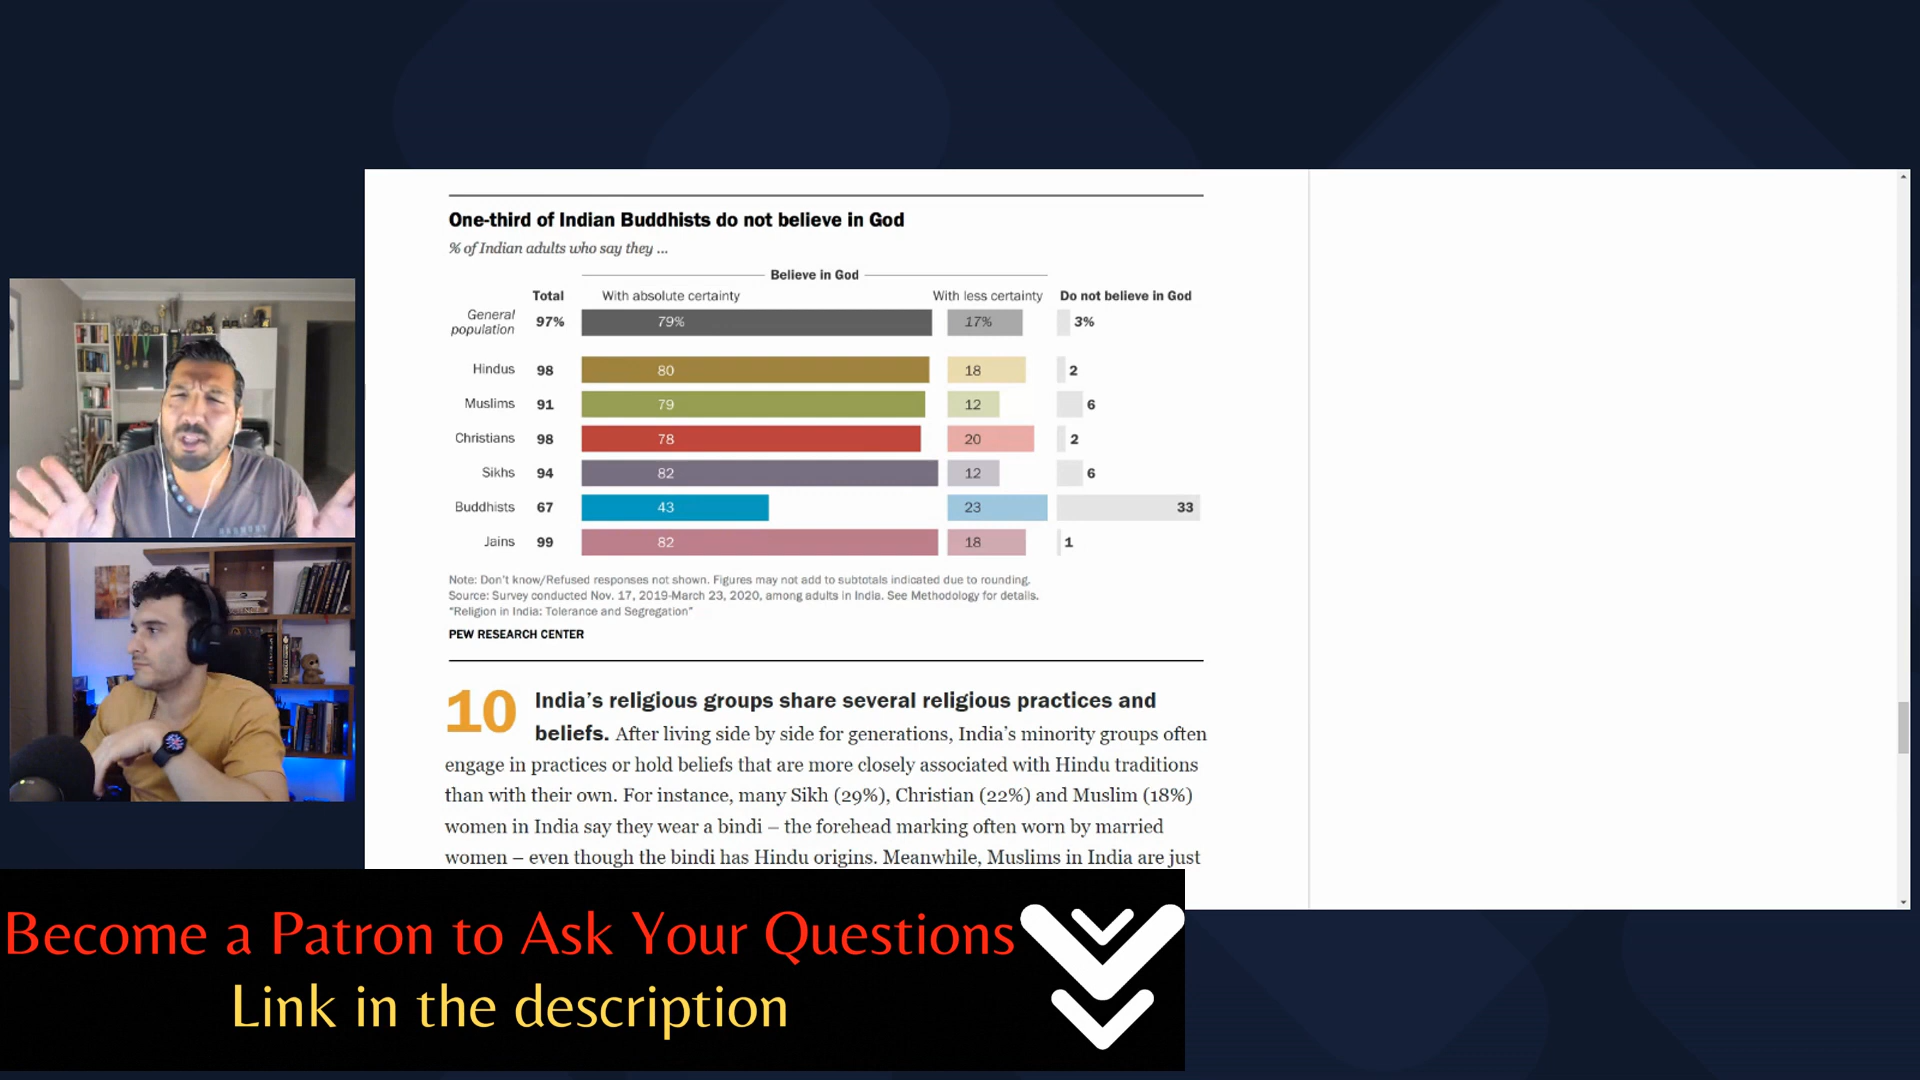 One-third of Indian Buddhists do not believe in God
% of Indian adults who say they ...
Believe in God
Total With absolute certainty With less certainty Do not believe in God
General
population 97% 79% 17% 3%
Hindus 98 80 18 2
Muslims 91 79 12 6
Christians 98 78 20 2
Sikhs 94 82 12 6
Buddhists 67 43 23 33
Jains 99 82 18 1
Note: Don't know/Refused responses not shown. Figures may not add to subtotals indicated due to rounding.
Source: Survey conducted Nov. 17, 2019-March 23, 2020, among adults in India. See Methodology for details.
"Religion in India: Tolerance and Segregation"
PEW RESEARCH CENTER
10 India's religious groups share several religious practices and
beliefs. After living side by side for generations, India's minority groups often
engage in practices or hold beliefs that are more closely associated with Hindu traditions
than with their own. For instance, many Sikh (29%), Christian (22%) and Muslim (18%)
women in India say they wear a bindi – the forehead marking often worn by married
women – even though the bindi has Hindu origins. Meanwhile, Muslims in India are just
Become a Patron to Ask Your Questions
Link in the description